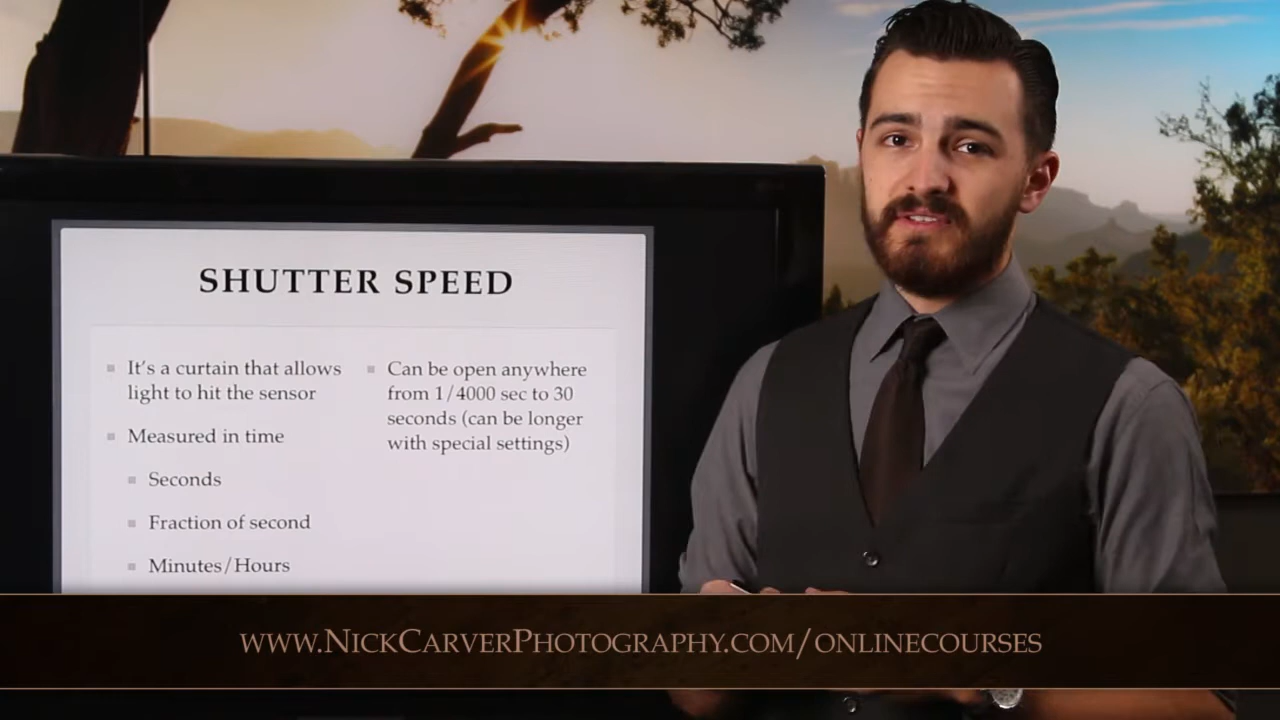 SHUTTER SPEED
It's a curtain that allows
light to hit the sensor
Measured in time
Seconds
Fraction of second
Minutes/Hours
Can be open anywhere
from 1/4000 sec to 30
seconds (can be longer
with special settings)
www.NickCarverPhotography.com/onlinecourses